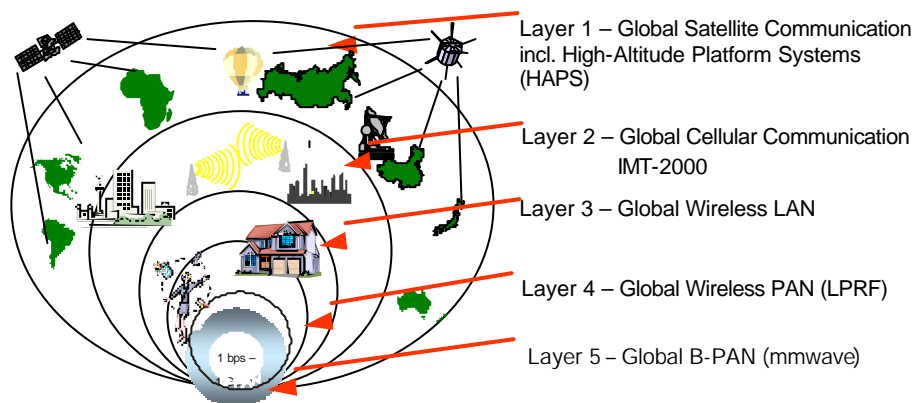 Layer 1 – Global Satellite Communication
incl. High-Altitude Platform Systems
(HAPS)
Layer 2 – Global Cellular Communication
IMT-2000
Layer 3 – Global Wireless LAN
Layer 4 – Global Wireless PAN (LPRF)
1 bps –
Layer 5 – Global B-PAN (mmwave)